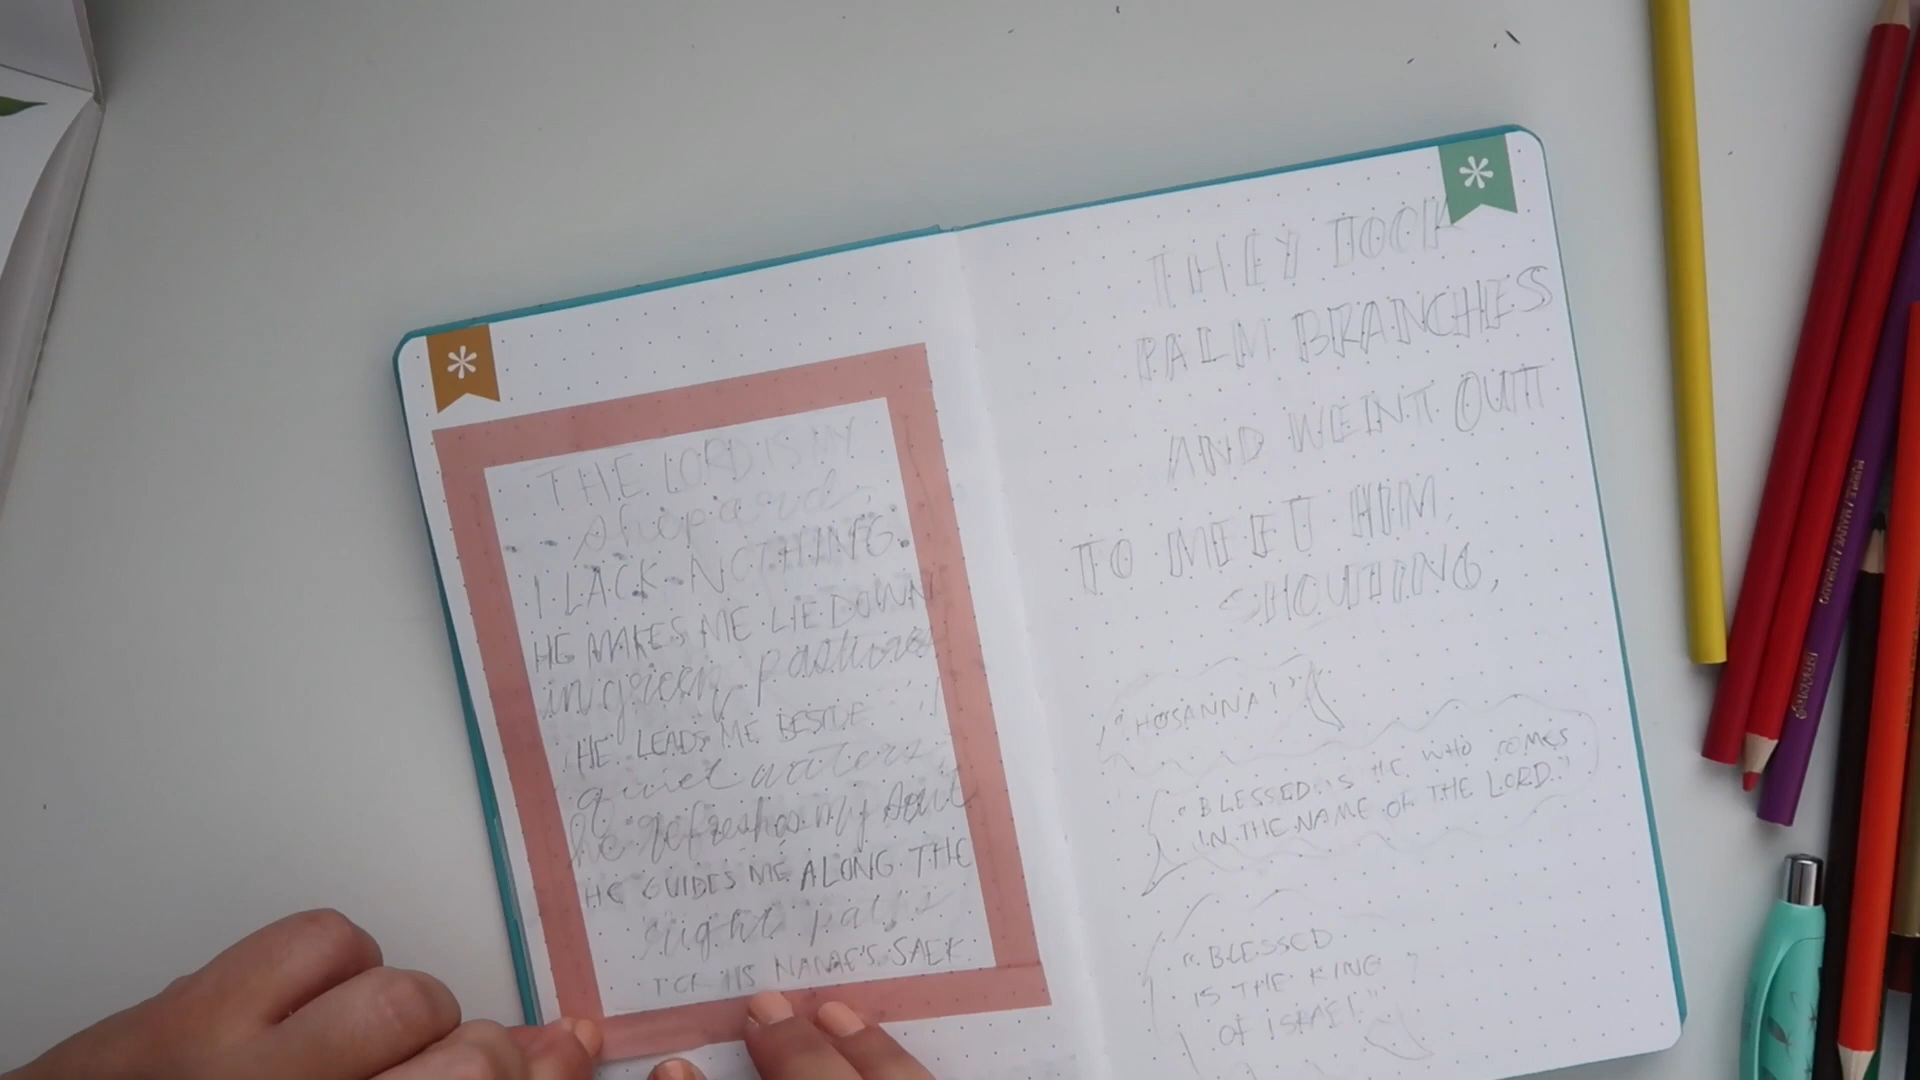 THE LORD IS MY
shepard,
I LACK NOTHING.
HE MAKES ME LIE DOWN
in green pastures
HE LEADS ME BESIDE
quiet waters
he refreshes my soul
HE GUIDES ME ALONG THE
right paths
FOR HIS NAME'S SAEK.
THEY TOOK
PALM BRANCHES
AND WENT OUT
TO MEET HIM,
SHOUTING,
"HOSANNA!"
"BLESSED IS HE WHO COMES
IN THE NAME OF THE LORD."
"BLESSED
IS THE KING
OF ISRAEL"